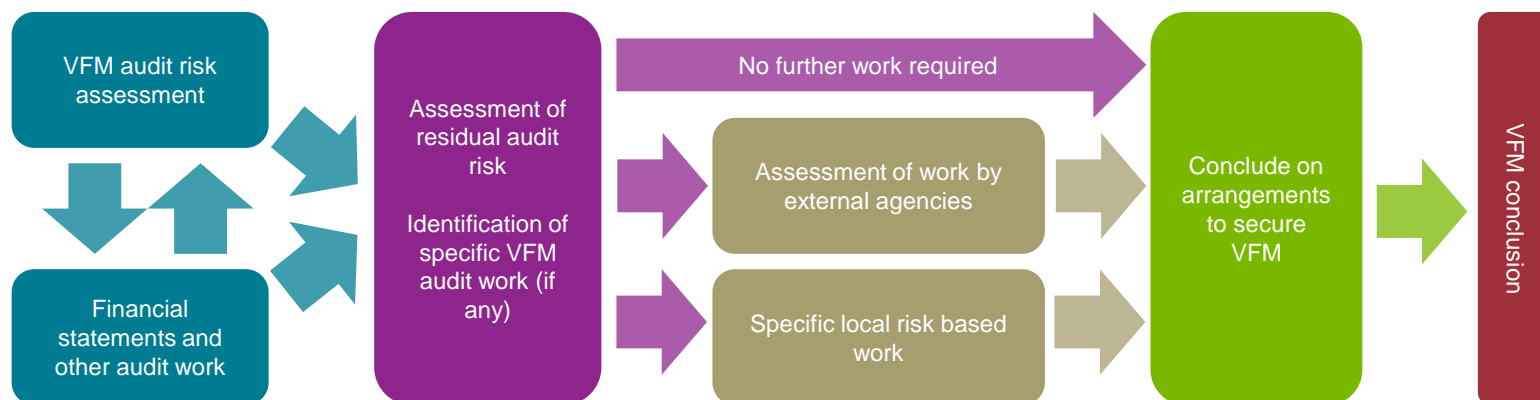 VFM audit risk
assessment
Financial
statements and
other audit work
Assessment of
residual audit
risk
Identification of
specific VFM
audit work (if
any)
No further work required
Assessment of work by
external agencies
Specific local risk based
work
Conclude on
arrangements
to secure
VFM
VFM conclusion